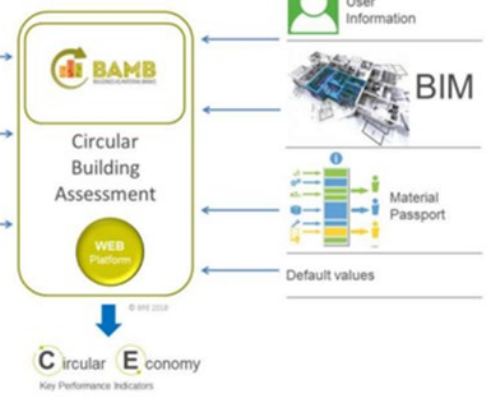 User
Information
BAMB
BUILDINGS AS MATERIAL BANKS
BIM
Circular
Building
Assessment
Material
Passport
WEB
Platform
Default values
© BRE 2018
Circular Economy
Key Performance Indicators